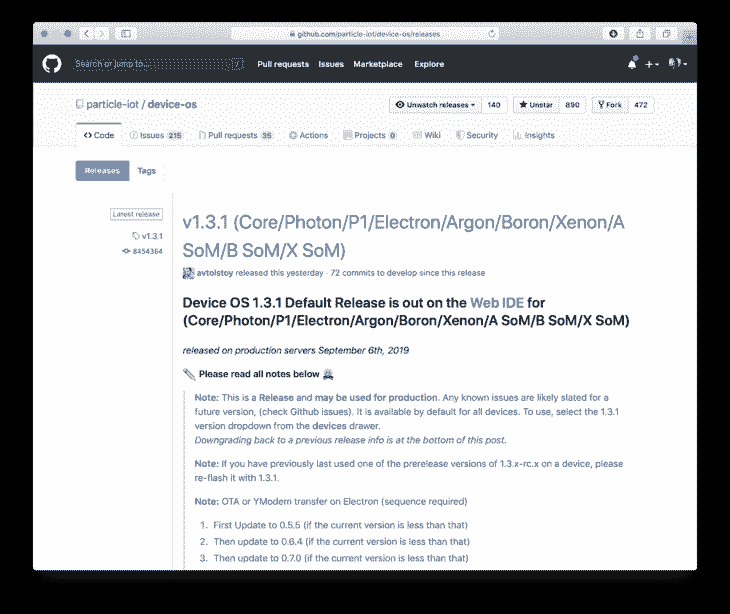 github.com/particle-iot/device-os/releases
Search or jump to...
/
Pull requests Issues Marketplace Explore
particle-iot / device-os
Unwatch releases 140
Unstar 890
Fork 472
Code Issues 215 Pull requests 35 Actions Projects 0 Wiki Security Insights
Releases Tags
Latest release
v1.3.1
8454364
v1.3.1 (Core/Photon/P1/Electron/Argon/Boron/Xenon/A
SoM/B SoM/X SoM)
avtolstoy released this yesterday · 72 commits to develop since this release
Device OS 1.3.1 Default Release is out on the Web IDE for
(Core/Photon/P1/Electron/Argon/Boron/Xenon/A SoM/B SoM/X SoM)
released on production servers September 6th, 2019
Please read all notes below
Note: This is a Release and may be used for production. Any known issues are likely slated for a
future version, (check Github issues). It is available by default for all devices. To use, select the 1.3.1
version dropdown from the devices drawer.
Downgrading back to a previous release info is at the bottom of this post.
Note: If you have previously last used one of the prerelease versions of 1.3.x-rc.x on a device, please
re-flash it with 1.3.1.
Note: OTA or YModem transfer on Electron (sequence required)
1. First Update to 0.5.5 (if the current version is less than that)
2. Then update to 0.6.4 (if the current version is less than that)
3. Then update to 0.7.0 (if the current version is less than that)